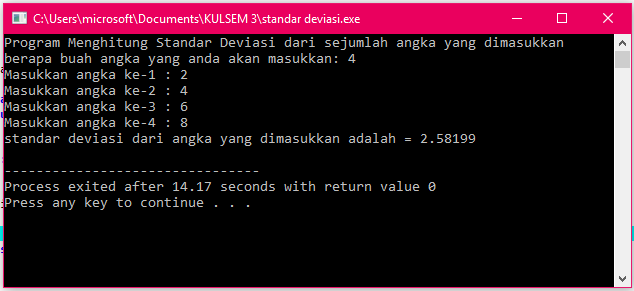 C:\Users\microsoft\Documents\KULSEM 3\standar deviasi.exe
Program Menghitung Standar Deviasi dari sejumlah angka yang dimasukkan
berapa buah angka yang anda akan masukkan: 4
Masukkan angka ke-1 : 2
Masukkan angka ke-2 : 4
Masukkan angka ke-3 : 6
Masukkan angka ke-4 : 8
standar deviasi dari angka yang dimasukkan adalah = 2.58199
--------------------------------
Process exited after 14.17 seconds with return value 0
Press any key to continue . . .